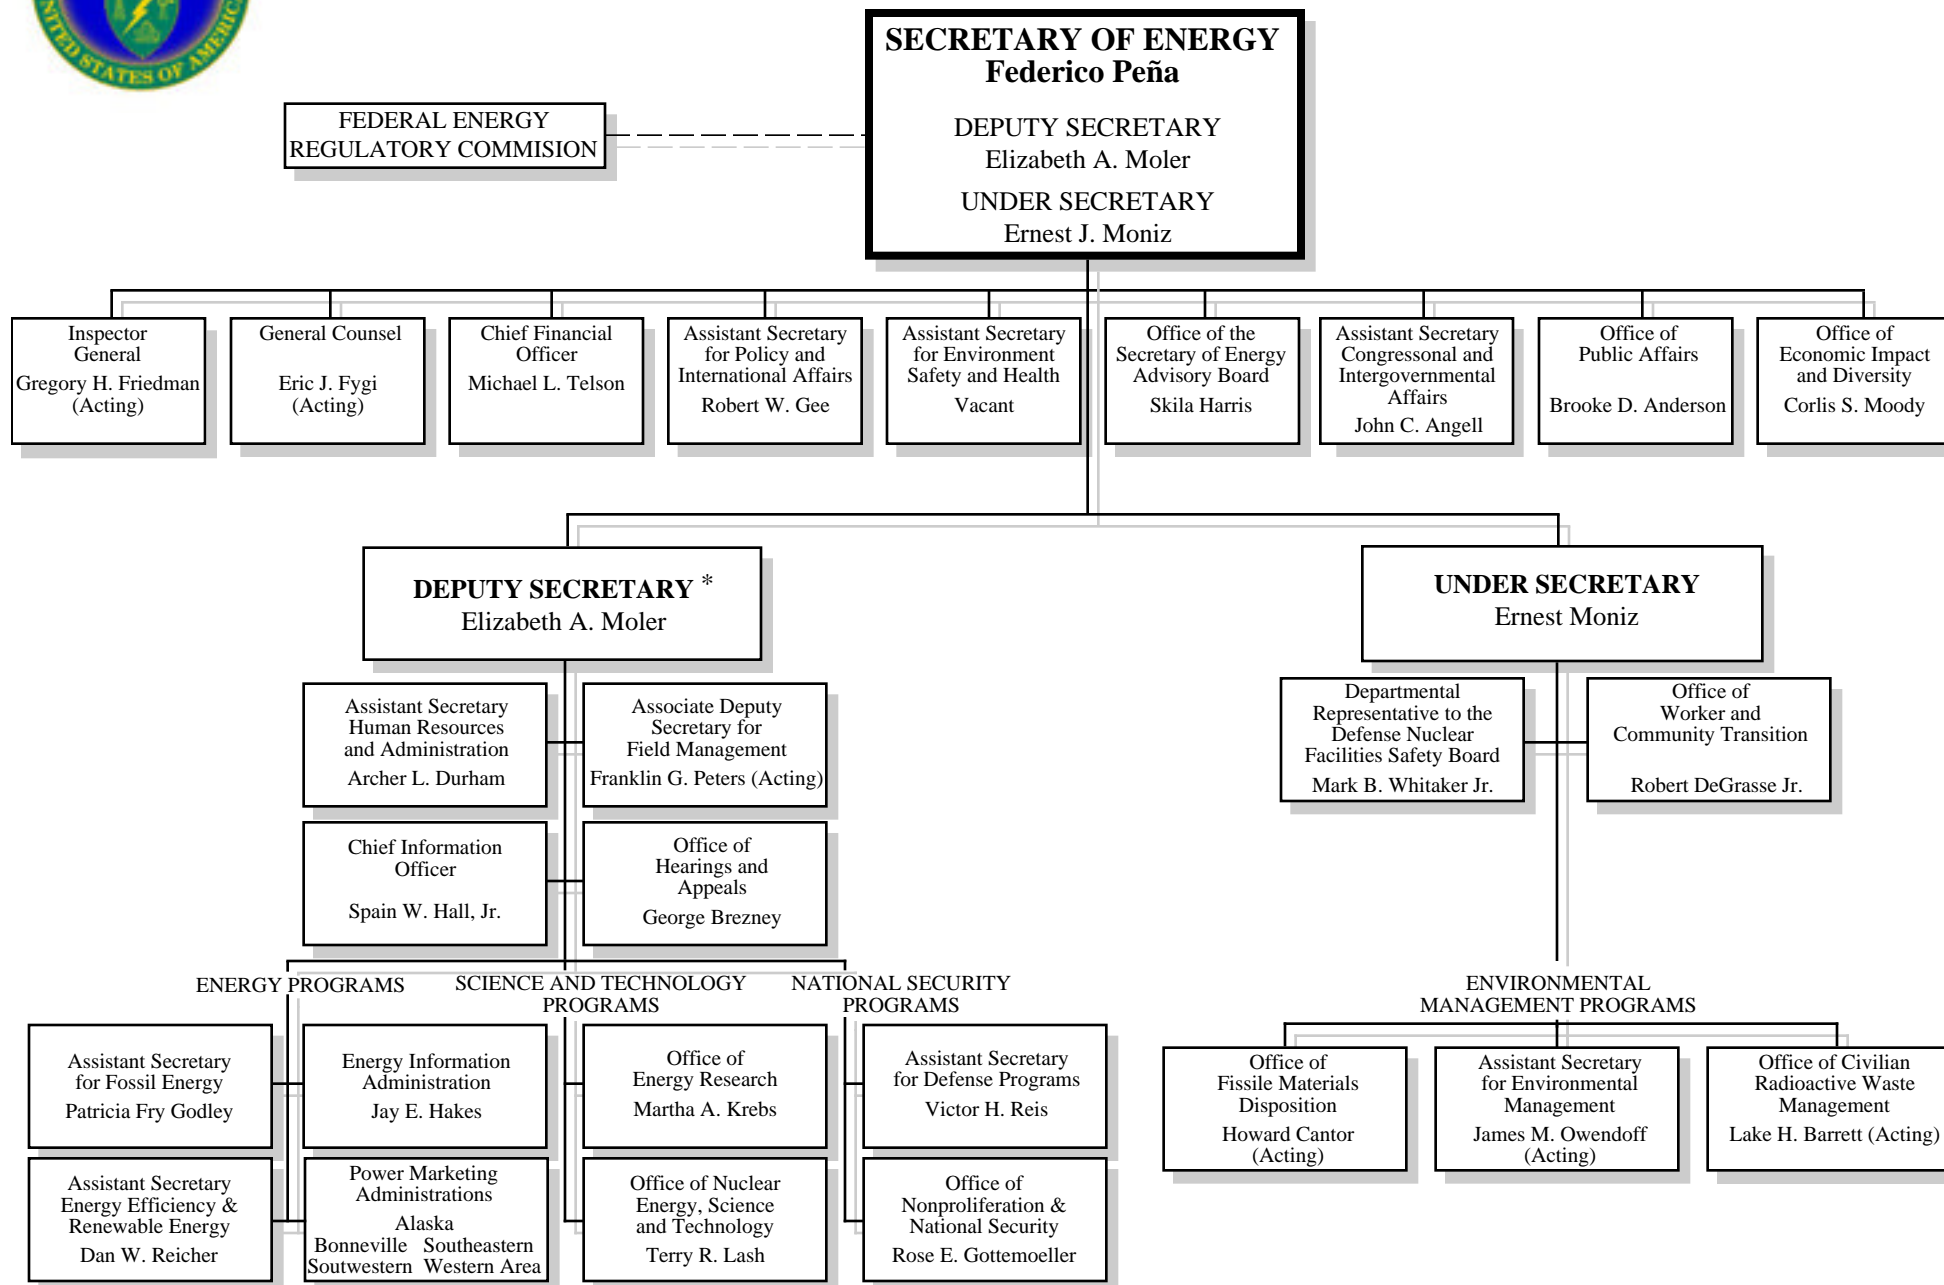 UNITED STATES OF AMERICA
SECRETARY OF ENERGY
Federico Peña
DEPUTY SECRETARY
Elizabeth A. Moler
UNDER SECRETARY
Ernest J. Moniz
FEDERAL ENERGY
REGULATORY COMMISION
Inspector
General
Gregory H. Friedman
(Acting)
General Counsel
Eric J. Fygi
(Acting)
Chief Financial
Officer
Michael L. Telson
Assistant Secretary
for Policy and
International Affairs
Robert W. Gee
Assistant Secretary
for Environment
Safety and Health
Vacant
Office of the
Secretary of Energy
Advisory Board
Skila Harris
Assistant Secretary
Congressonal and
Intergovernmental
Affairs
John C. Angell
Office of
Public Affairs
Brooke D. Anderson
Office of
Economic Impact
and Diversity
Corlis S. Moody
DEPUTY SECRETARY *
Elizabeth A. Moler
UNDER SECRETARY
Ernest Moniz
Assistant Secretary
Human Resources
and Administration
Archer L. Durham
Associate Deputy
Secretary for
Field Management
Franklin G. Peters (Acting)
Departmental
Representative to the
Defense Nuclear
Facilities Safety Board
Mark B. Whitaker Jr.
Office of
Worker and
Community Transition
Robert DeGrasse Jr.
Chief Information
Officer
Spain W. Hall, Jr.
Office of
Hearings and
Appeals
George Brezney
ENERGY PROGRAMS
SCIENCE AND TECHNOLOGY
PROGRAMS
NATIONAL SECURITY
PROGRAMS
ENVIRONMENTAL
MANAGEMENT PROGRAMS
Assistant Secretary
for Fossil Energy
Patricia Fry Godley
Energy Information
Administration
Jay E. Hakes
Office of
Energy Research
Martha A. Krebs
Assistant Secretary
for Defense Programs
Victor H. Reis
Office of
Fissile Materials
Disposition
Howard Cantor
(Acting)
Assistant Secretary
for Environmental
Management
James M. Owendoff
(Acting)
Office of Civilian
Radioactive Waste
Management
Lake H. Barrett (Acting)
Assistant Secretary
Energy Efficiency &
Renewable Energy
Dan W. Reicher
Power Marketing
Administrations
Alaska
Bonneville Southeastern
Soutwestern Western Area
Office of Nuclear
Energy, Science
and Technology
Terry R. Lash
Office of
Nonproliferation &
National Security
Rose E. Gottemoeller